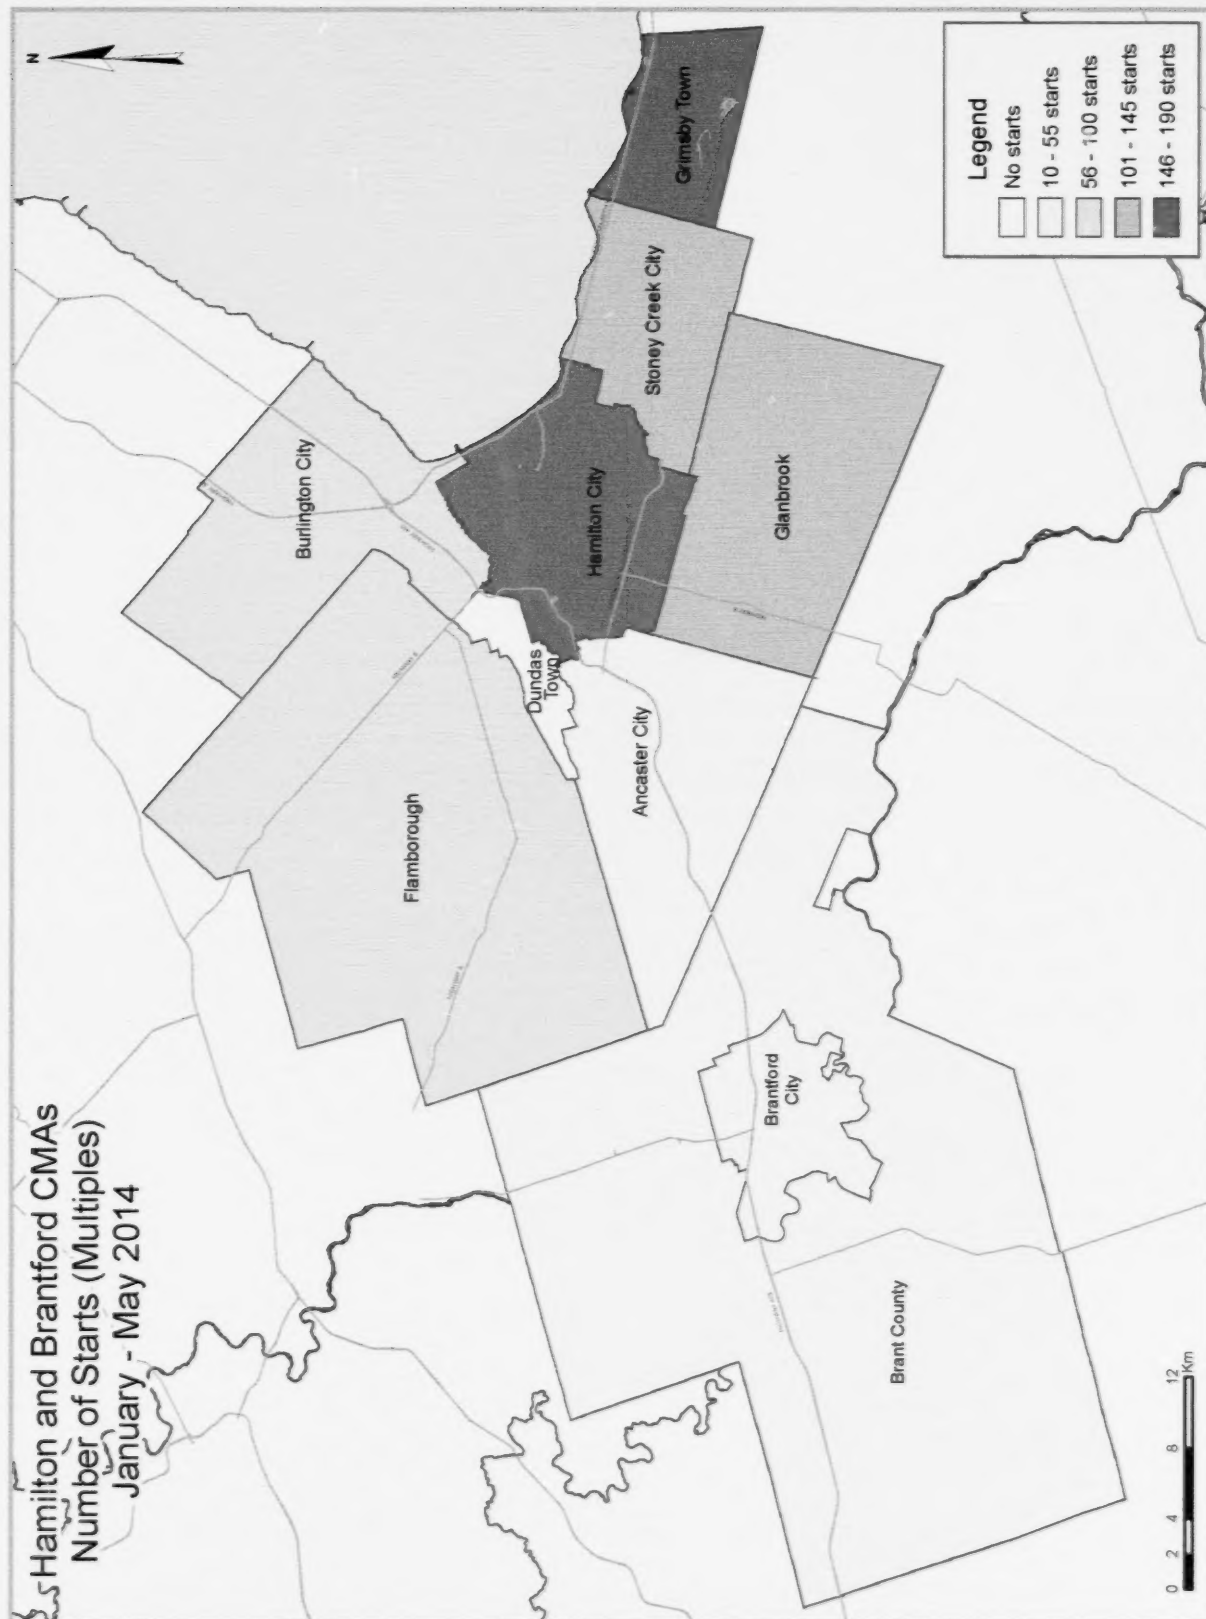 Hamilton and Brantford CMAs
Number of Starts (Multiples)
January - May 2014
N
Burlington City
Flamborough
Dundas
Town
Hamilton City
Stoney Creek City
Grimsby Town
Glanbrook
Ancaster City
Brantford
City
Brant County
Legend
No starts
10 - 55 starts
56 - 100 starts
101 - 145 starts
146 - 190 starts
0 2 4 8 12
Km